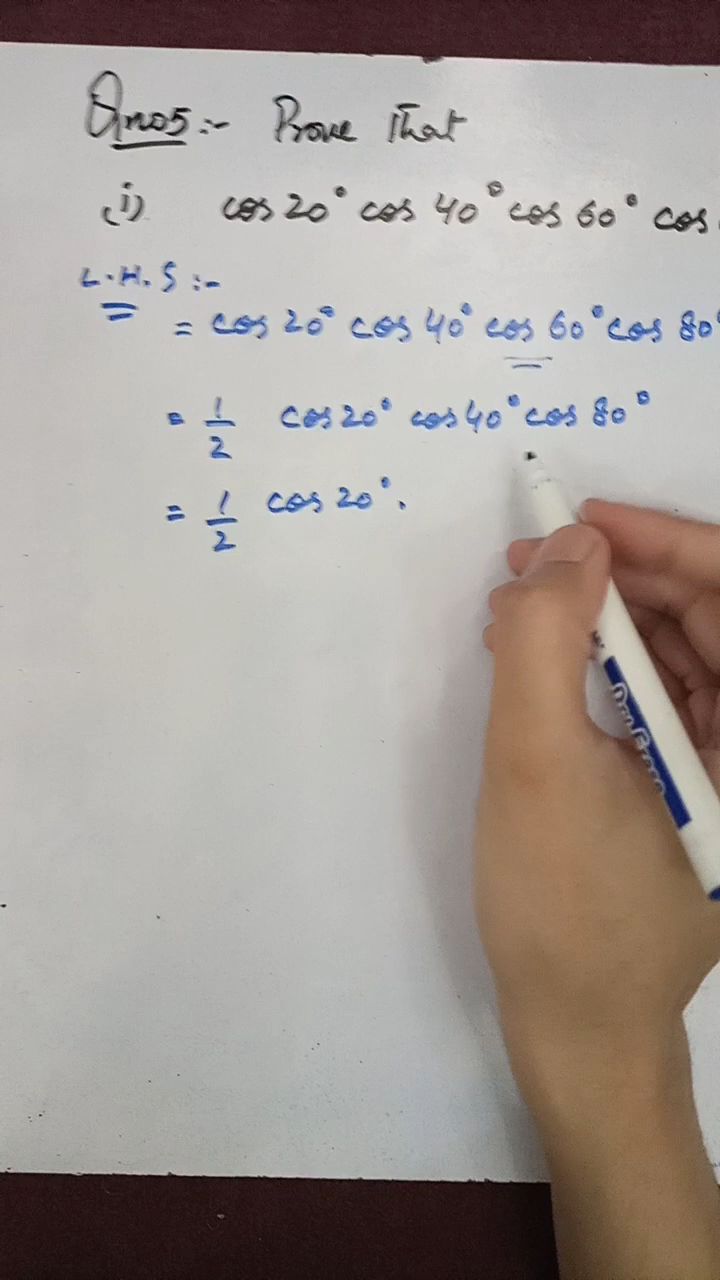 Qno5:- Prove That
(i) cos 20° cos 40° cos 60° cos
L.H.S :-
= cos 20° cos 40° cos 60° cos 80°
= 1/2 cos 20° cos 40° cos 80°
= 1/2 cos 20°.